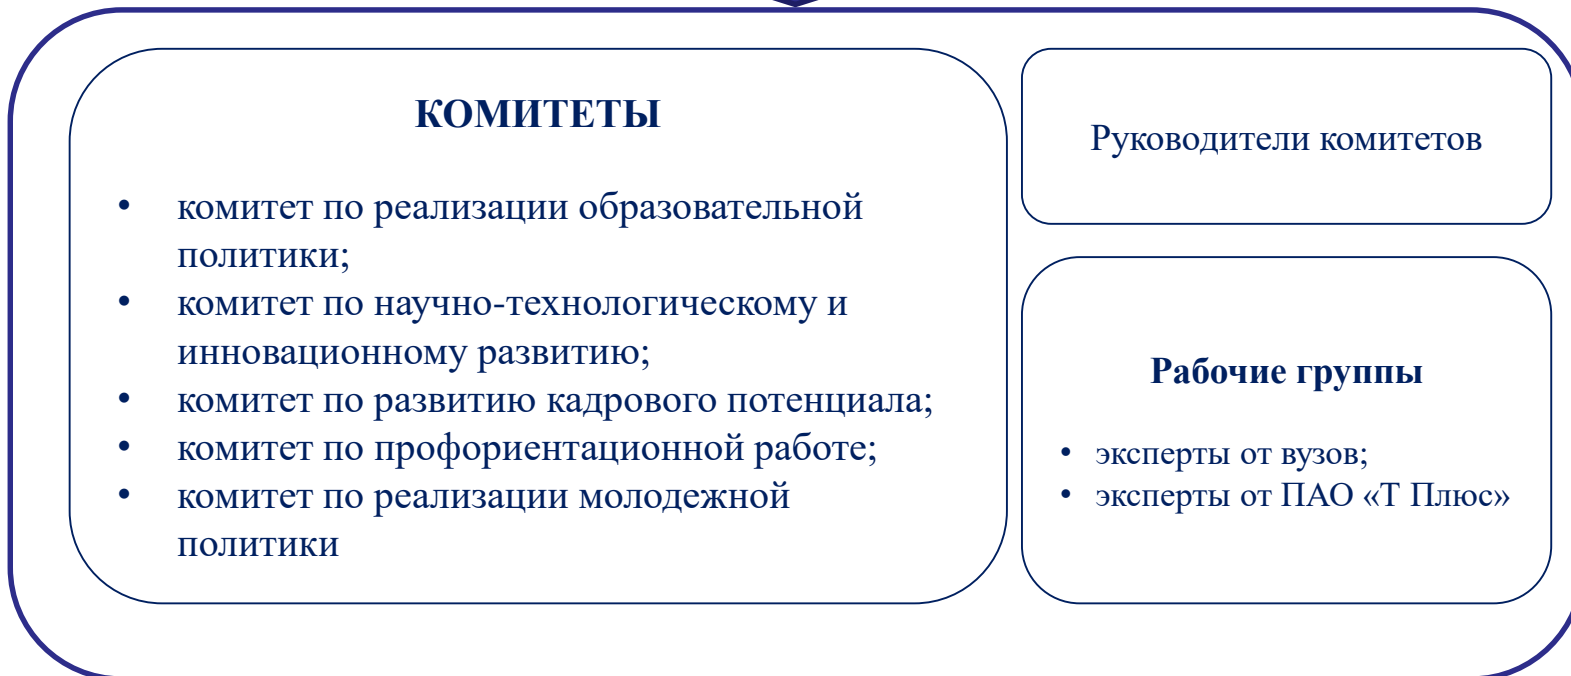 КОМИТЕТЫ
• комитет по реализации образовательной
политики;
• комитет по научно-технологическому и
инновационному развитию;
• комитет по развитию кадрового потенциала;
• комитет по профориентационной работе;
• комитет по реализации молодежной
политики
Руководители комитетов
Рабочие группы
• эксперты от вузов;
• эксперты от ПАО «Т Плюс»